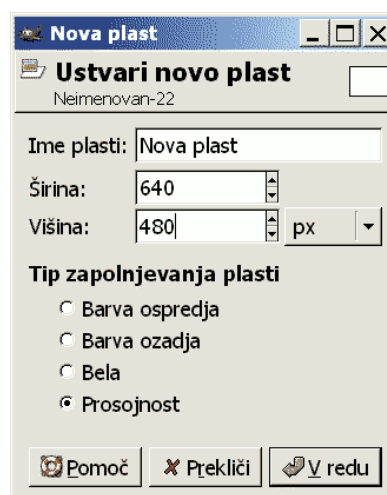 Nova plast
Ustvari novo plast
Neimenovan-22
Ime plasti: Nova plast
Širina: 640
Višina: 480 px
Tip zapolnjevanja plasti
Barva ospredja
Barva ozadja
Bela
Prosojnost
Pomoč Prekliči V redu